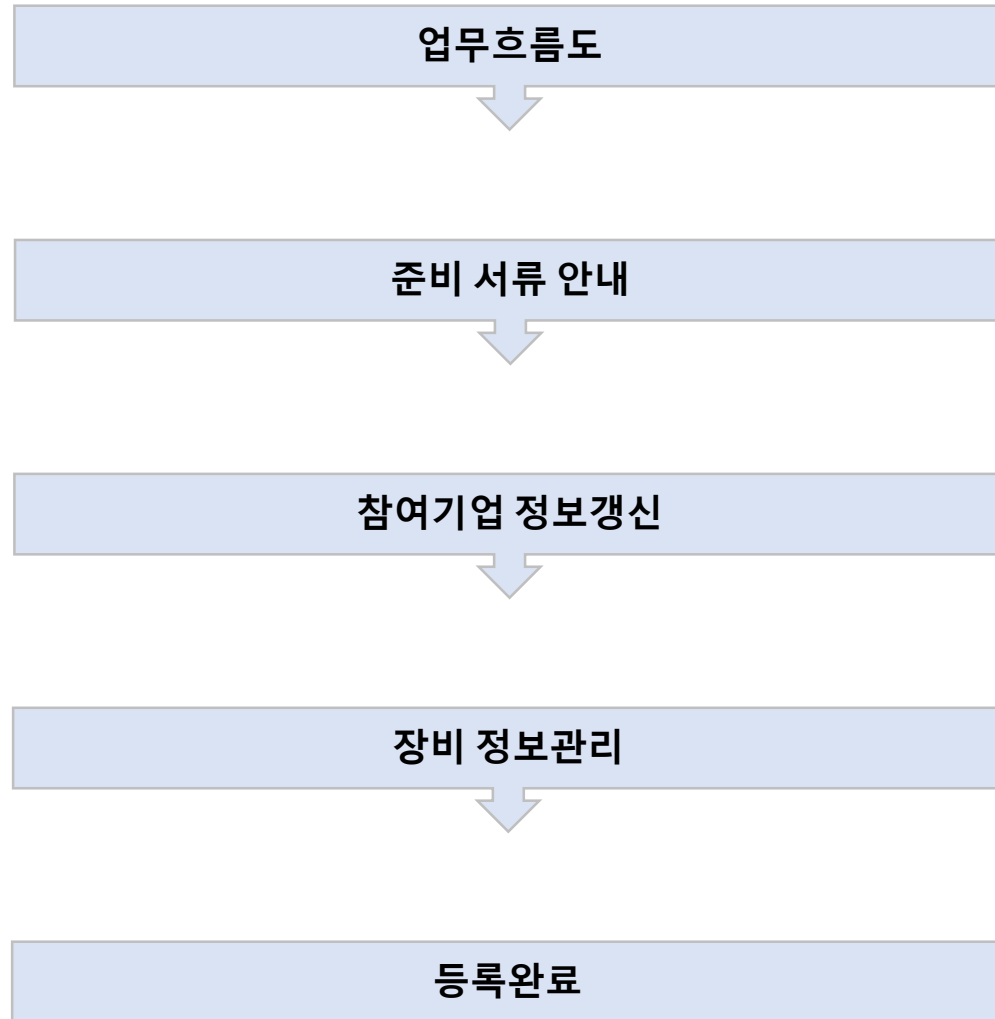 업무흐름도
준비 서류 안내
참여기업 정보갱신
장비 정보관리
등록완료